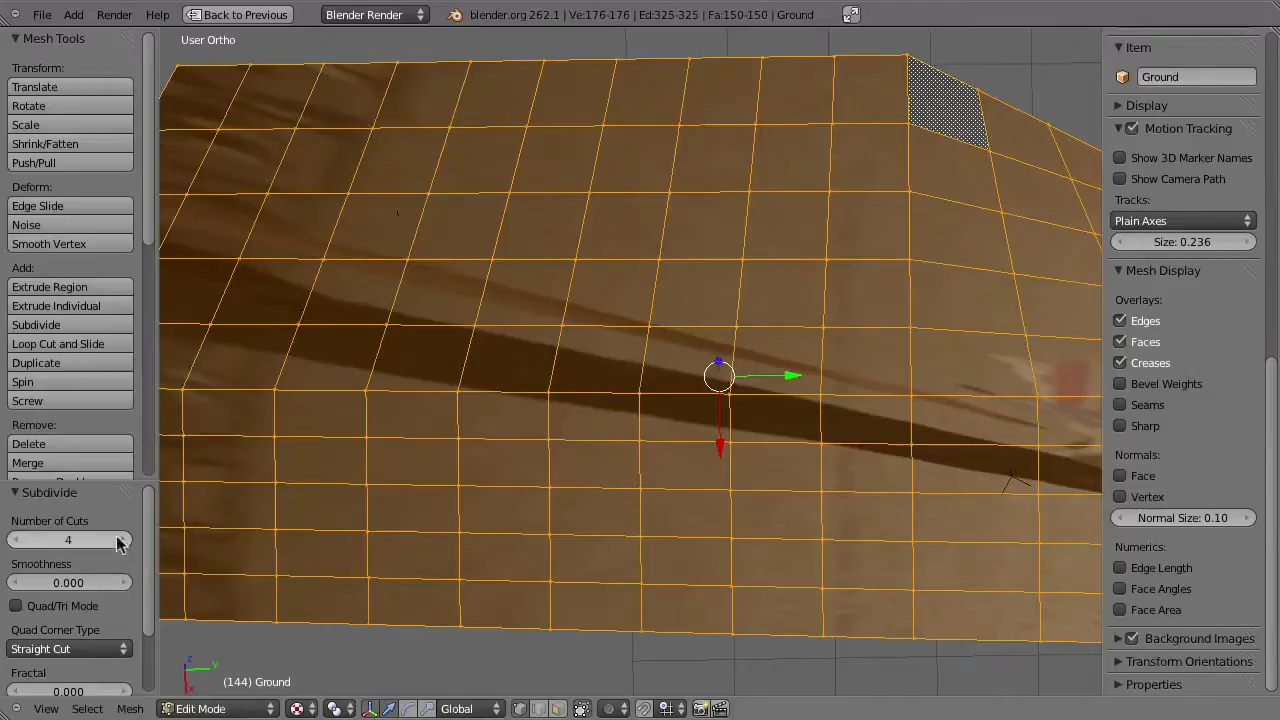 File Add Render Help Back to Previous Blender Render blender.org 262.1 | Ve:176-176 | Ed:325-325 | Fa:150-150 | Ground
Mesh Tools
Transform:
Translate
Rotate
Scale
Shrink/Fatten
Push/Pull
Deform:
Edge Slide
Noise
Smooth Vertex
Add:
Extrude Region
Extrude Individual
Subdivide
Loop Cut and Slide
Duplicate
Spin
Screw
Remove:
Delete
Merge
Subdivide
Number of Cuts
4
Smoothness
0.000
Quad/Tri Mode
Quad Corner Type
Straight Cut
Fractal
0.000
User Ortho
z
y
x
(144) Ground
Item
Ground
Display
Motion Tracking
Show 3D Marker Names
Show Camera Path
Tracks:
Plain Axes
Size: 0.236
Mesh Display
Overlays:
Edges
Faces
Creases
Bevel Weights
Seams
Sharp
Normals:
Face
Vertex
Normal Size: 0.10
Numerics:
Edge Length
Face Angles
Face Area
Background Images
Transform Orientations
Properties
View Select Mesh Edit Mode Global